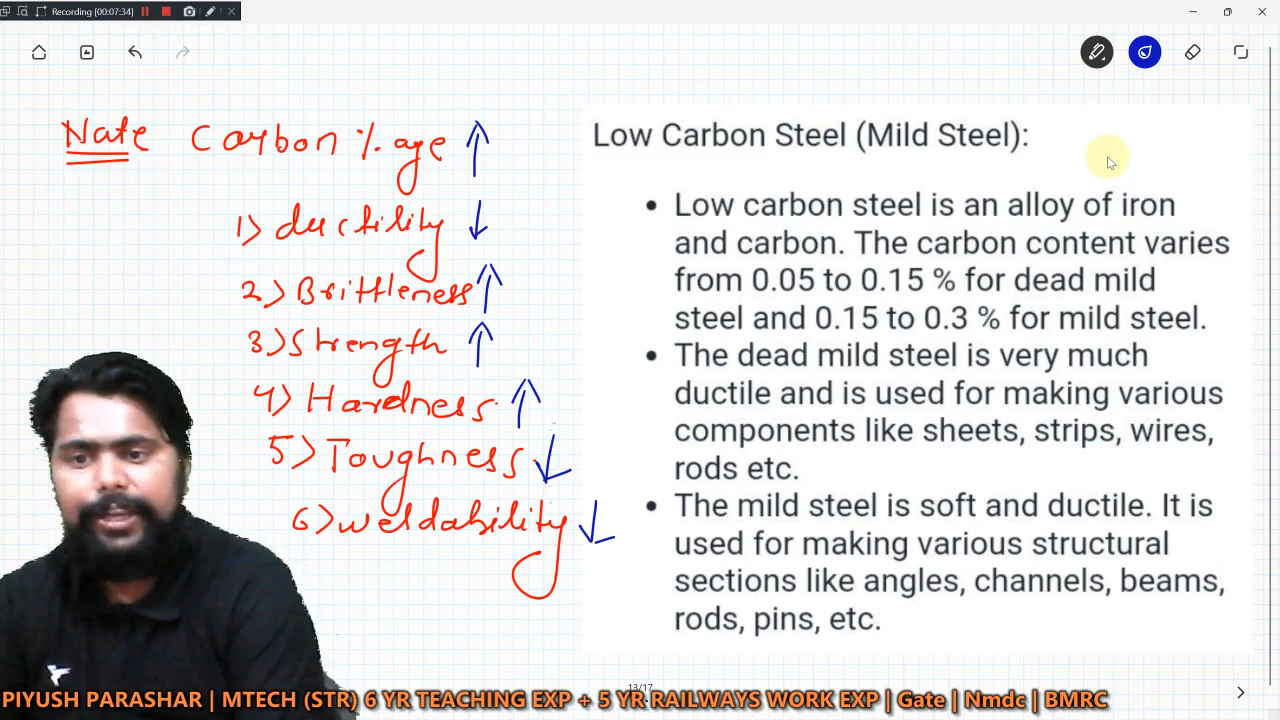 Recording [00:07:34]
Nate Carbon % age ↑
1) ductility ↓
2) Brittleness ↑
3) Strength ↑
4) Hardness ↑
5) Toughness ↓
6) weldability ↓
Low Carbon Steel (Mild Steel):
• Low carbon steel is an alloy of iron
and carbon. The carbon content varies
from 0.05 to 0.15 % for dead mild
steel and 0.15 to 0.3 % for mild steel.
• The dead mild steel is very much
ductile and is used for making various
components like sheets, strips, wires,
rods etc.
• The mild steel is soft and ductile. It is
used for making various structural
sections like angles, channels, beams,
rods, pins, etc.
13/17
PIYUSH PARASHAR | MTECH (STR) 6 YR TEACHING EXP + 5 YR RAILWAYS WORK EXP | Gate | Nmdc | BMRC